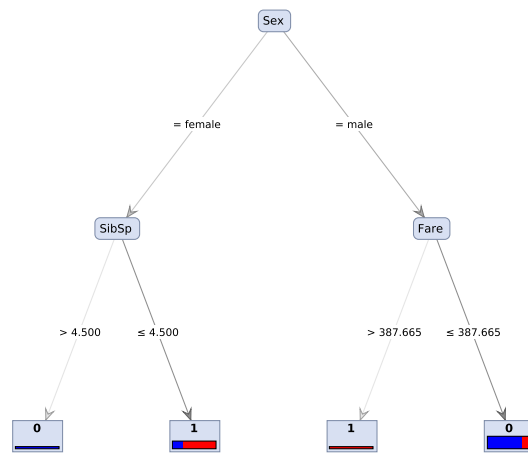 Sex
= female = male
SibSp Fare
> 4.500 ≤ 4.500 > 387.665 ≤ 387.665
0 1 1 0